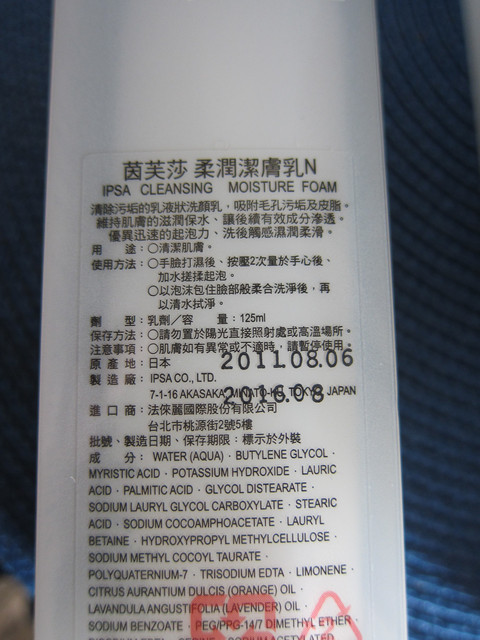 茵芙莎 柔潤潔膚乳N
IPSA CLEANSING MOISTURE FOAM
清除污垢的乳液狀洗顏乳，吸附毛孔污垢及皮脂。
維持肌膚的滋潤保水、讓後續有效成分滲透。
優異迅速的起泡力、洗後觸感濕潤柔滑。
用 途：○清潔肌膚。
使用方法：○手臉打濕後、按壓2次量於手心後、
加水搓揉起泡。
○以泡沫包住臉部般柔合洗淨後，再
以清水拭淨。
劑 型：乳劑／容 量：125ml
保存方法：○請勿置於陽光直接照射處或高溫場所。
注意事項：○肌膚如有異常或不適時，請暫停使用。
原 產 地：日本
2011.08.06
製 造 廠：IPSA CO., LTD.
7-1-16 AKASAKA, MINATO-KU, TOKYO, JAPAN
2016.08
進 口 商：法徠麗國際股份有限公司
台北市桃源街2號5樓
批號、製造日期、保存期限：標示於外裝
成 分：WATER (AQUA)．BUTYLENE GLYCOL．
MYRISTIC ACID．POTASSIUM HYDROXIDE．LAURIC
ACID．PALMITIC ACID．GLYCOL DISTEARATE．
SODIUM LAURYL GLYCOL CARBOXYLATE．STEARIC
ACID．SODIUM COCOAMPHOACETATE．LAURYL
BETAINE．HYDROXYPROPYL METHYLCELLULOSE．
SODIUM METHYL COCOYL TAURATE．
POLYQUATERNIUM-7．TRISODIUM EDTA．LIMONENE．
CITRUS AURANTIUM DULCIS (ORANGE) OIL．
LAVANDULA ANGUSTIFOLIA (LAVENDER) OIL．
SODIUM BENZOATE．PEG/PPG-14/7 DIMETHYL ETHER．
SODIUM ACETYLATED